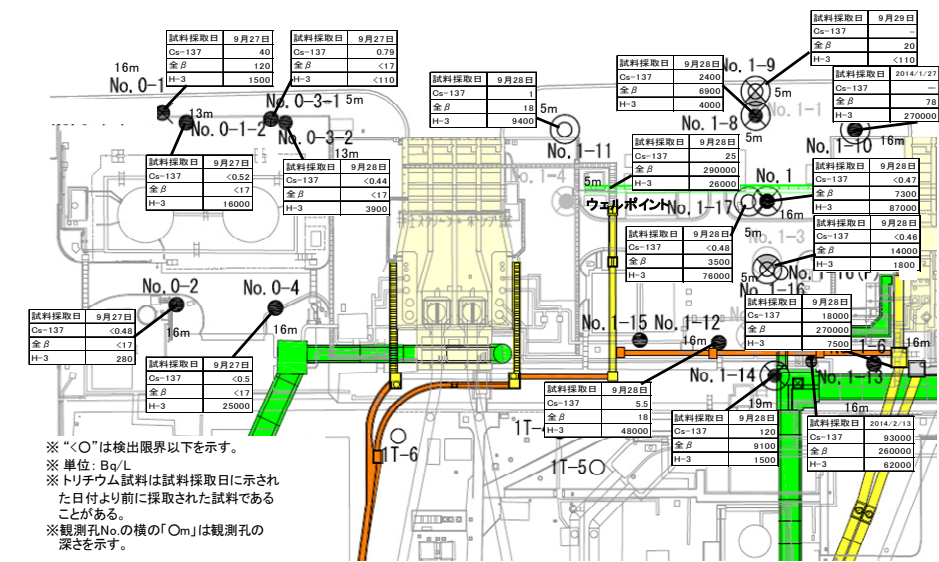 試料採取日 9月27日
Cs-137 40
全β 120
H-3 1500
16m
No. 0-1
試料採取日 9月27日
Cs-137 0.79
全β <17
H-3 <110
No. 0-3-1 5m
13m
No. 0-1-2
No. 0-3-2
13m
試料採取日 9月27日
Cs-137 <0.52
全β <17
H-3 16000
試料採取日 9月28日
Cs-137 <0.44
全β <17
H-3 3900
試料採取日 9月28日
Cs-137 1
全β 18
H-3 9400
5m
No. 1-11
試料採取日 9月28日
Cs-137 2400
全β 6900
H-3 4000
No. 1-9
5m
No. 1-1
No. 1-8
5m
試料採取日 9月29日
Cs-137 -
全β 20
H-3 <110
試料採取日 2014/1/27
Cs-137 -
全β 78
H-3 270000
No. 1-10
16m
試料採取日 9月28日
Cs-137 25
全β 290000
H-3 26000
No. 1-4
5m
ウェルポイント
No. 1-17
5m
No. 1
16m
試料採取日 9月28日
Cs-137 <0.47
全β 7300
H-3 87000
試料採取日 9月28日
Cs-137 <0.48
全β 3500
H-3 76000
No. 1-3
試料採取日 9月28日
Cs-137 <0.46
全β 14000
H-3 1800
No. 1-16
No. 0-2
16m
No. 0-4
16m
試料採取日 9月27日
Cs-137 <0.48
全β <17
H-3 280
試料採取日 9月27日
Cs-137 <0.5
全β <17
H-3 25000
試料採取日 9月28日
Cs-137 18000
全β 270000
H-3 7500
No. 1-15
No. 1-12
16m
16m
No. 1-14
19m
No. 1-13
16m
試料採取日 9月28日
Cs-137 5.5
全β 18
H-3 48000
試料採取日 9月28日
Cs-137 120
全β 9100
H-3 1500
試料採取日 2014/2/13
Cs-137 93000
全β 260000
H-3 62000
1T-6
1T-5
※ “<○”は検出限界以下を示す。
※ 単位: Bq/L
※ トリチウム試料は試料採取日に示され
た日付より前に採取された試料である
ことがある。
※観測孔No.の横の「○m」は観測孔の
深さを示す。